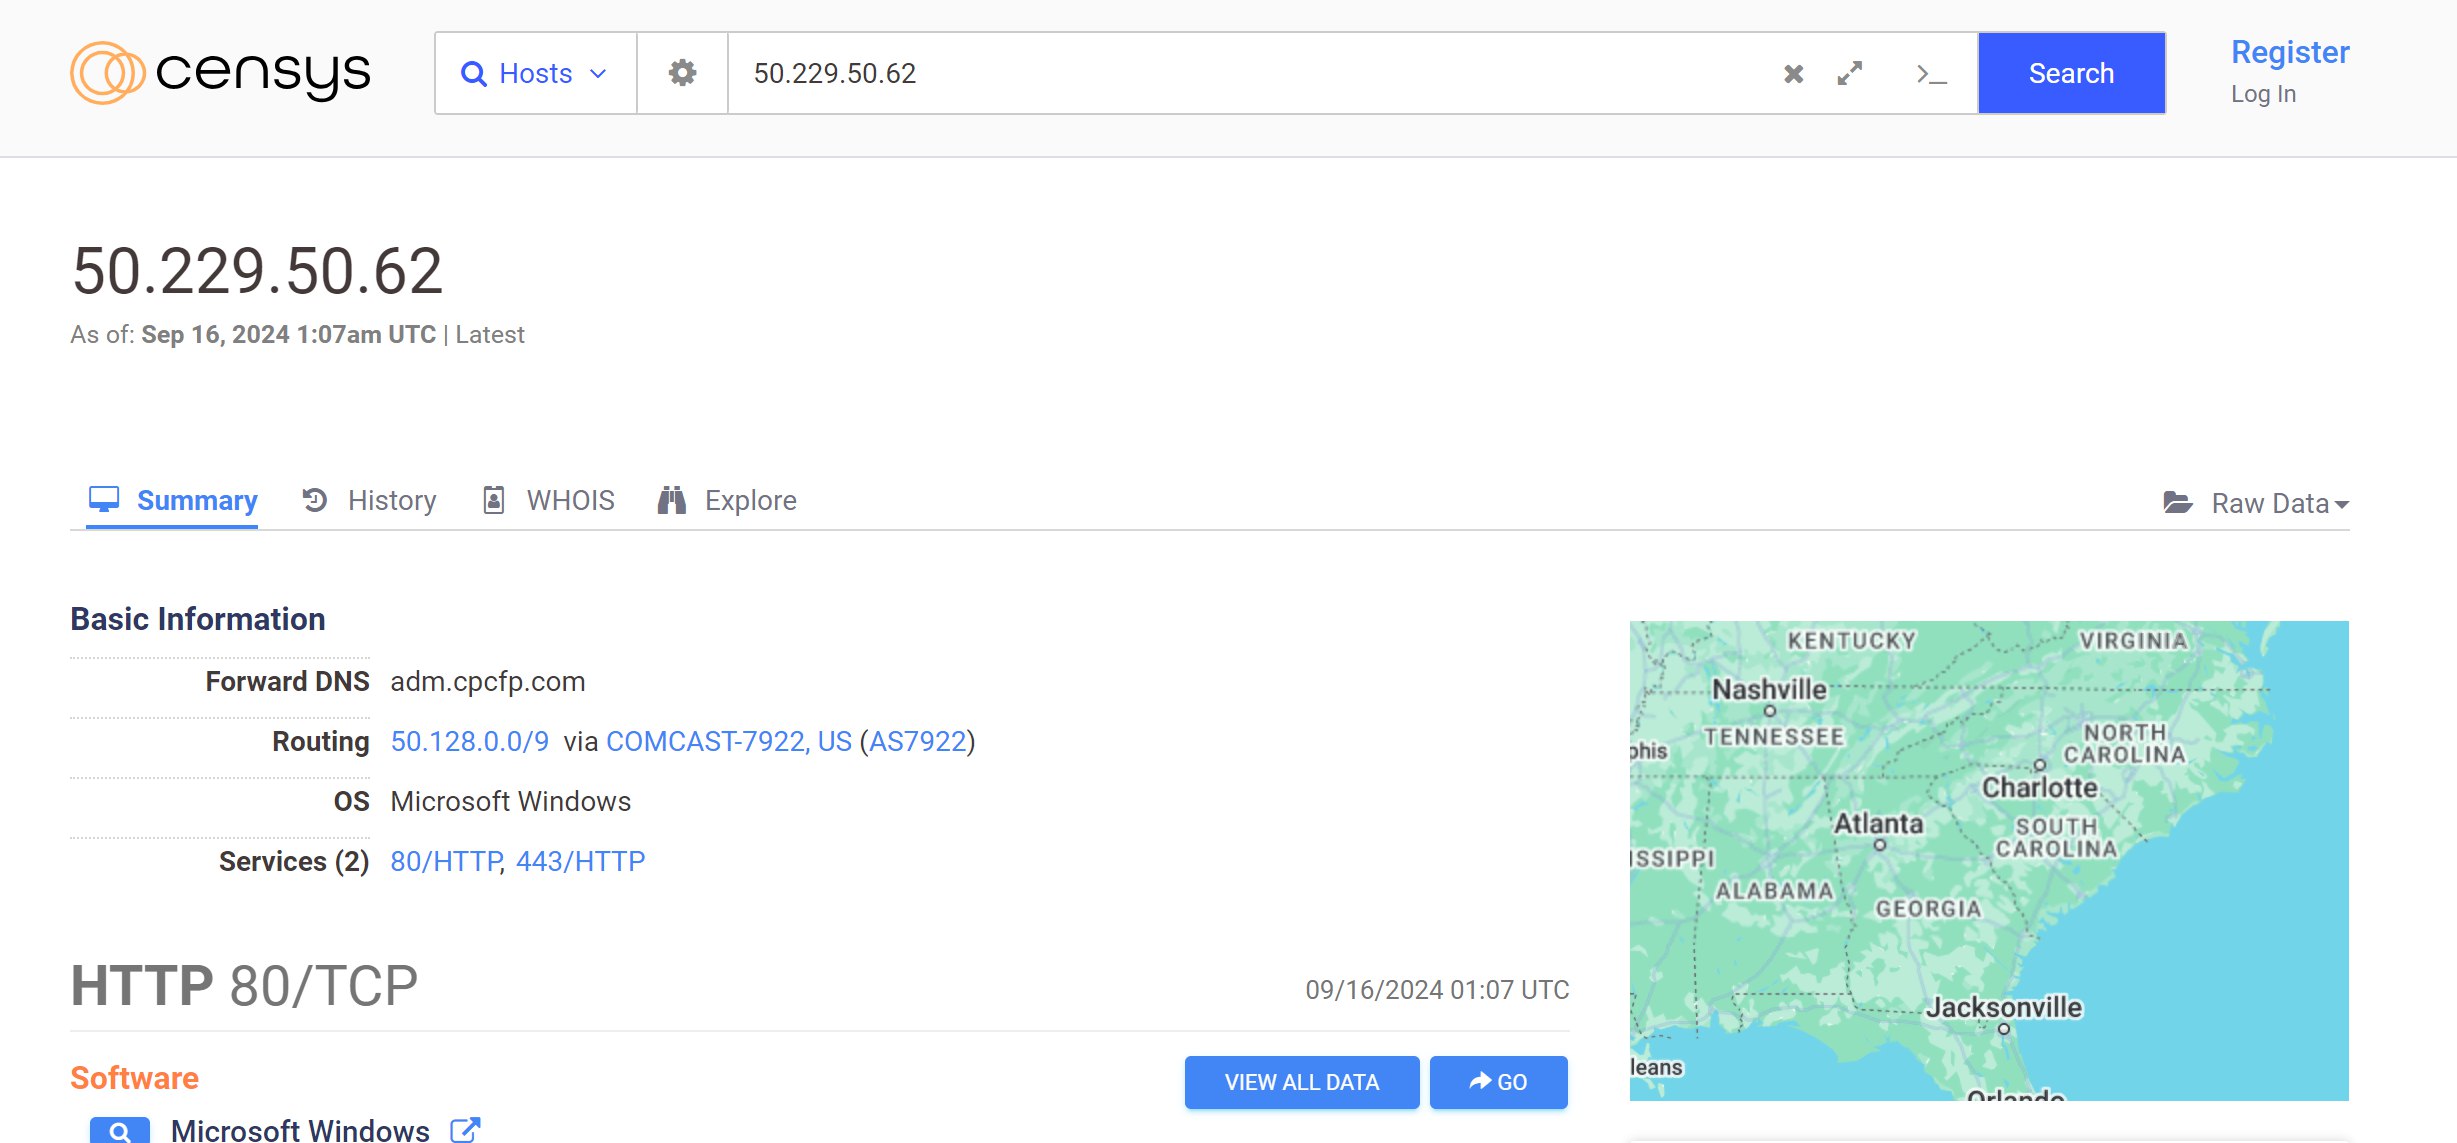 censys
Hosts
50.229.50.62
Search
Register
Log In
50.229.50.62
As of: Sep 16, 2024 1:07am UTC | Latest
Summary
History
WHOIS
Explore
Raw Data
Basic Information
Forward DNS adm.cpcfp.com
Routing 50.128.0.0/9 via COMCAST-7922, US (AS7922)
OS Microsoft Windows
Services (2) 80/HTTP, 443/HTTP
HTTP 80/TCP
09/16/2024 01:07 UTC
Software
VIEW ALL DATA
GO
Microsoft Windows
KENTUCKY
VIRGINIA
Nashville
TENNESSEE
NORTH
CAROLINA
phis
Charlotte
Atlanta
SOUTH
CAROLINA
ISSIPPI
ALABAMA
GEORGIA
Jacksonville
leans
Orlando